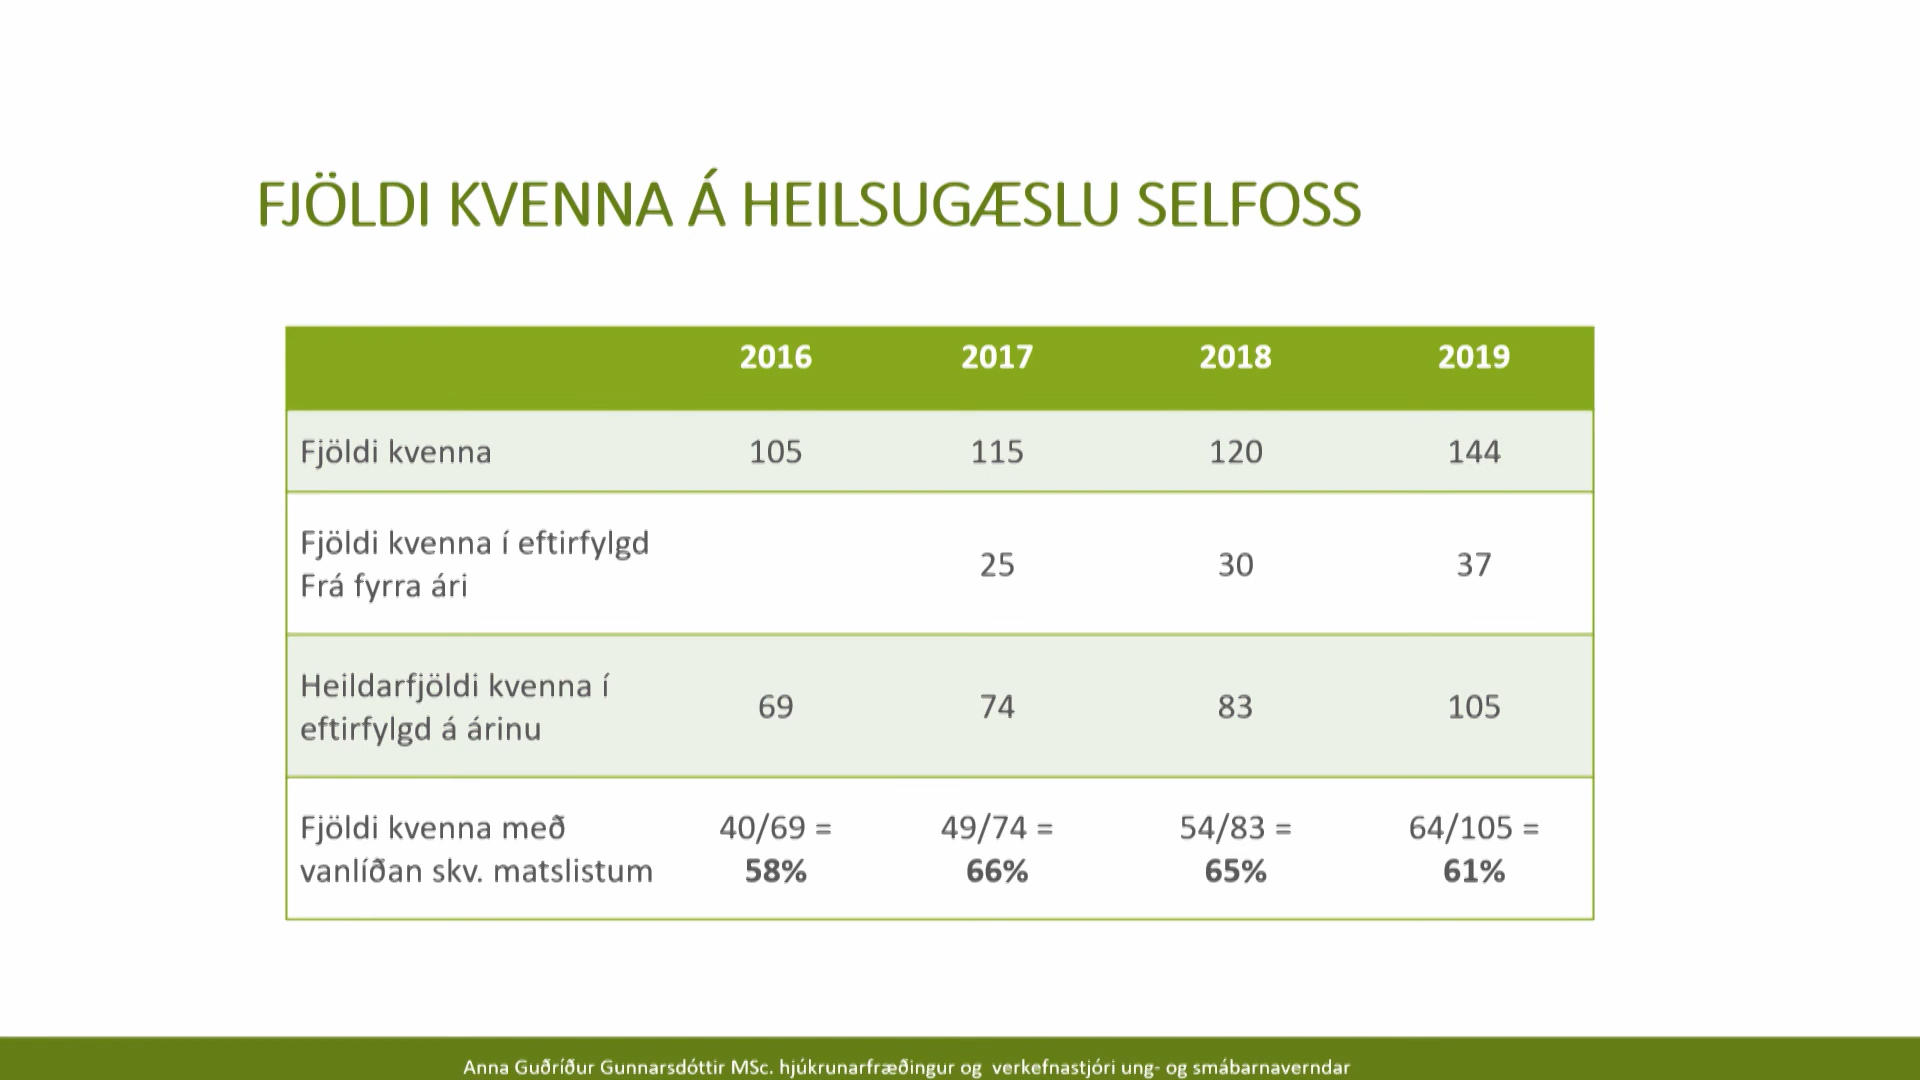 FJÖLDI KVENNA Á HEILSUGÆSLU SELFOSS
2016 2017 2018 2019
Fjöldi kvenna 105 115 120 144
Fjöldi kvenna í eftirfylgd
Frá fyrra ári 25 30 37
Heildarfjöldi kvenna í
eftirfylgd á árinu 69 74 83 105
Fjöldi kvenna með 40/69 = 49/74 = 54/83 = 64/105 =
vanlíðan skv. matslistum 58% 66% 65% 61%
Anna Guðríður Gunnarsdóttir MSc. hjúkrunarfræðingur og verkefnastjóri ung- og smábarnaverndar